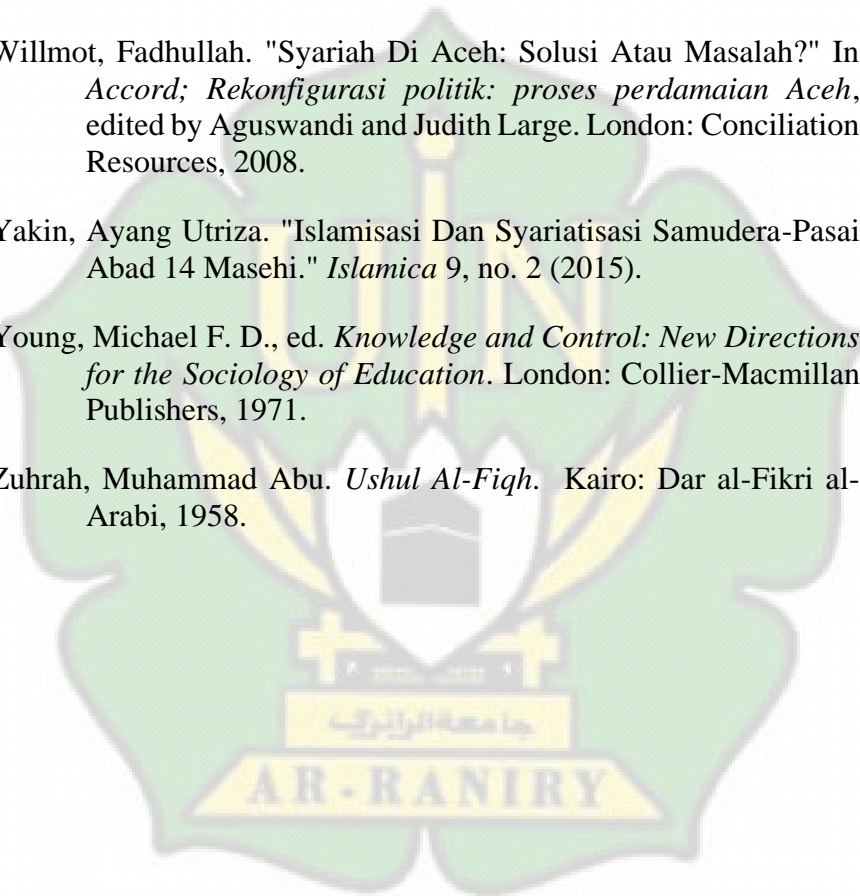 Willmot, Fadhullah. "Syariah Di Aceh: Solusi Atau Masalah?" In
Accord; Rekonfigurasi politik: proses perdamaian Aceh,
edited by Aguswandi and Judith Large. London: Conciliation
Resources, 2008.
Yakin, Ayang Utriza. "Islamisasi Dan Syariatisasi Samudera-Pasai
Abad 14 Masehi." Islamica 9, no. 2 (2015).
Young, Michael F. D., ed. Knowledge and Control: New Directions
for the Sociology of Education. London: Collier-Macmillan
Publishers, 1971.
Zuhrah, Muhammad Abu. Ushul Al-Fiqh. Kairo: Dar al-Fikri al-
Arabi, 1958.
UIN
جامعة الرانري
AR-RANIRY